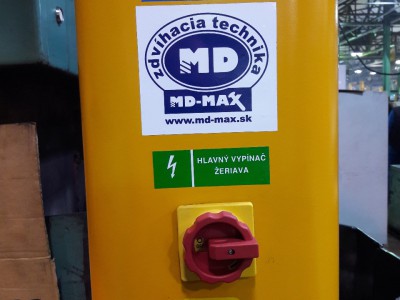 zdvíhacia technika
MD
MD-MAX
www.md-max.sk
HLAVNÝ VYPÍNAČ
ŽERIAVA